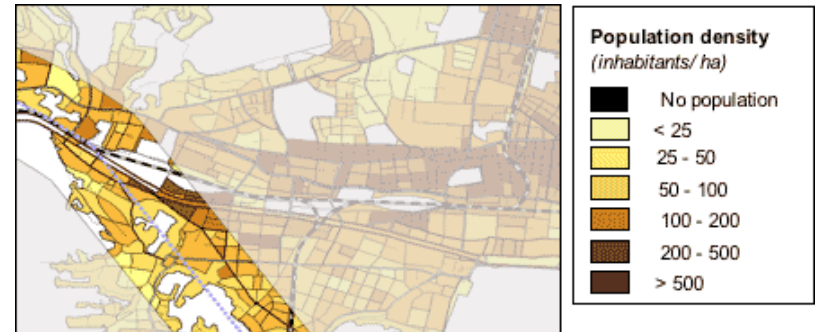 Population density
(inhabitants/ ha)
No population
< 25
25 - 50
50 - 100
100 - 200
200 - 500
> 500